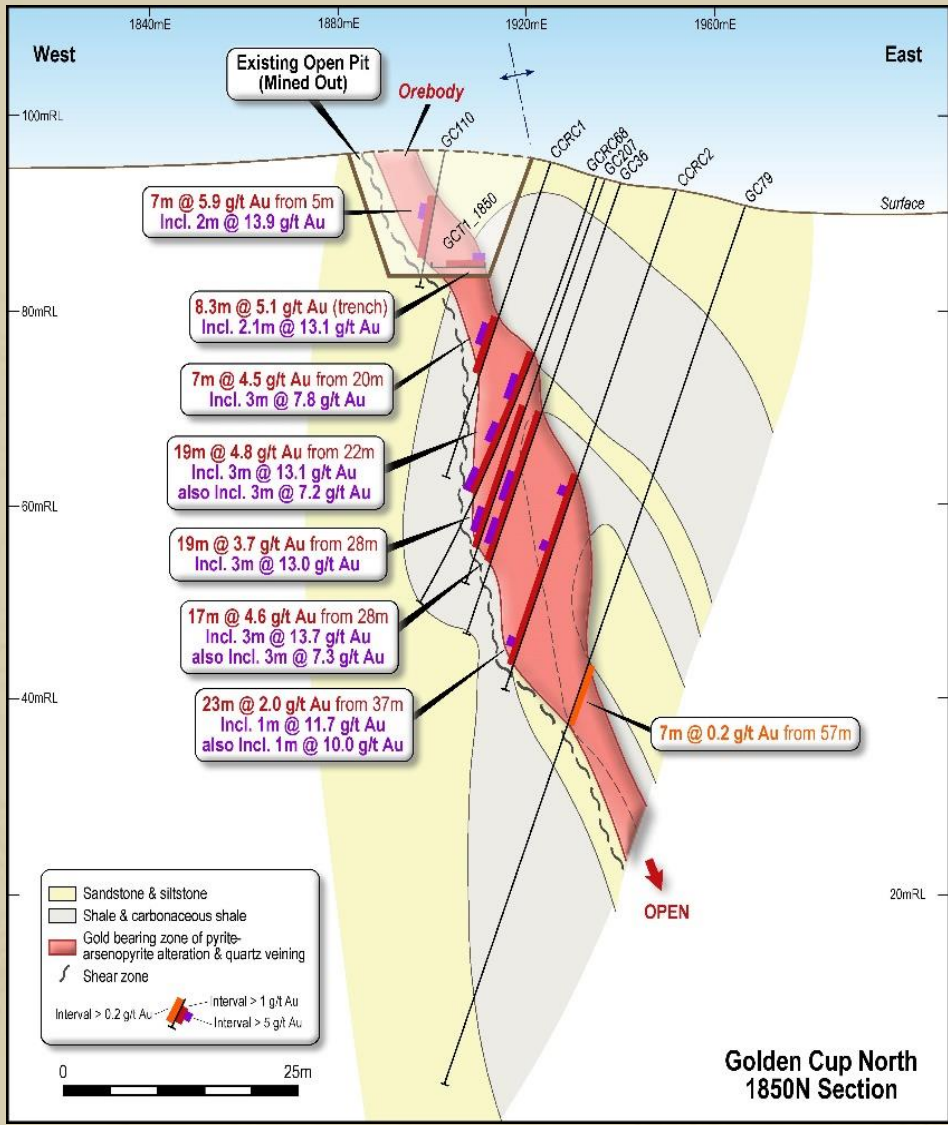 1840mE
1880mE
1920mE
1960mE
West
East
Existing Open Pit
(Mined Out)
Orebody
100mRL
GC110
CCRC1
GCRC68
GC207
GC36
CCRC2
GC79
Surface
7m @ 5.9 g/t Au from 5m
Incl. 2m @ 13.9 g/t Au
GCT1_1850
80mRL
8.3m @ 5.1 g/t Au (trench)
Incl. 2.1m @ 13.1 g/t Au
7m @ 4.5 g/t Au from 20m
Incl. 3m @ 7.8 g/t Au
19m @ 4.8 g/t Au from 22m
Incl. 3m @ 13.1 g/t Au
also Incl. 3m @ 7.2 g/t Au
60mRL
19m @ 3.7 g/t Au from 28m
Incl. 3m @ 13.0 g/t Au
17m @ 4.6 g/t Au from 28m
Incl. 3m @ 13.7 g/t Au
also Incl. 3m @ 7.3 g/t Au
40mRL
23m @ 2.0 g/t Au from 37m
Incl. 1m @ 11.7 g/t Au
also Incl. 1m @ 10.0 g/t Au
7m @ 0.2 g/t Au from 57m
20mRL
OPEN
Sandstone & siltstone
Shale & carbonaceous shale
Gold bearing zone of pyrite-
arsenopyrite alteration & quartz veining
Shear zone
Interval > 0.2 g/t Au
Interval > 1 g/t Au
Interval > 5 g/t Au
0
25m
Golden Cup North
1850N Section